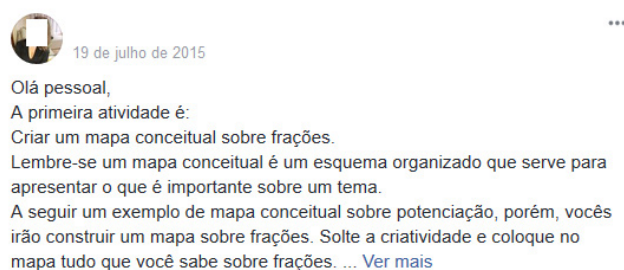 19 de julho de 2015
Olá pessoal,
A primeira atividade é:
Criar um mapa conceitual sobre frações.
Lembre-se um mapa conceitual é um esquema organizado que serve para
apresentar o que é importante sobre um tema.
A seguir um exemplo de mapa conceitual sobre potenciação, porém, vocês
irão construir um mapa sobre frações. Solte a criatividade e coloque no
mapa tudo que você sabe sobre frações. ... Ver mais